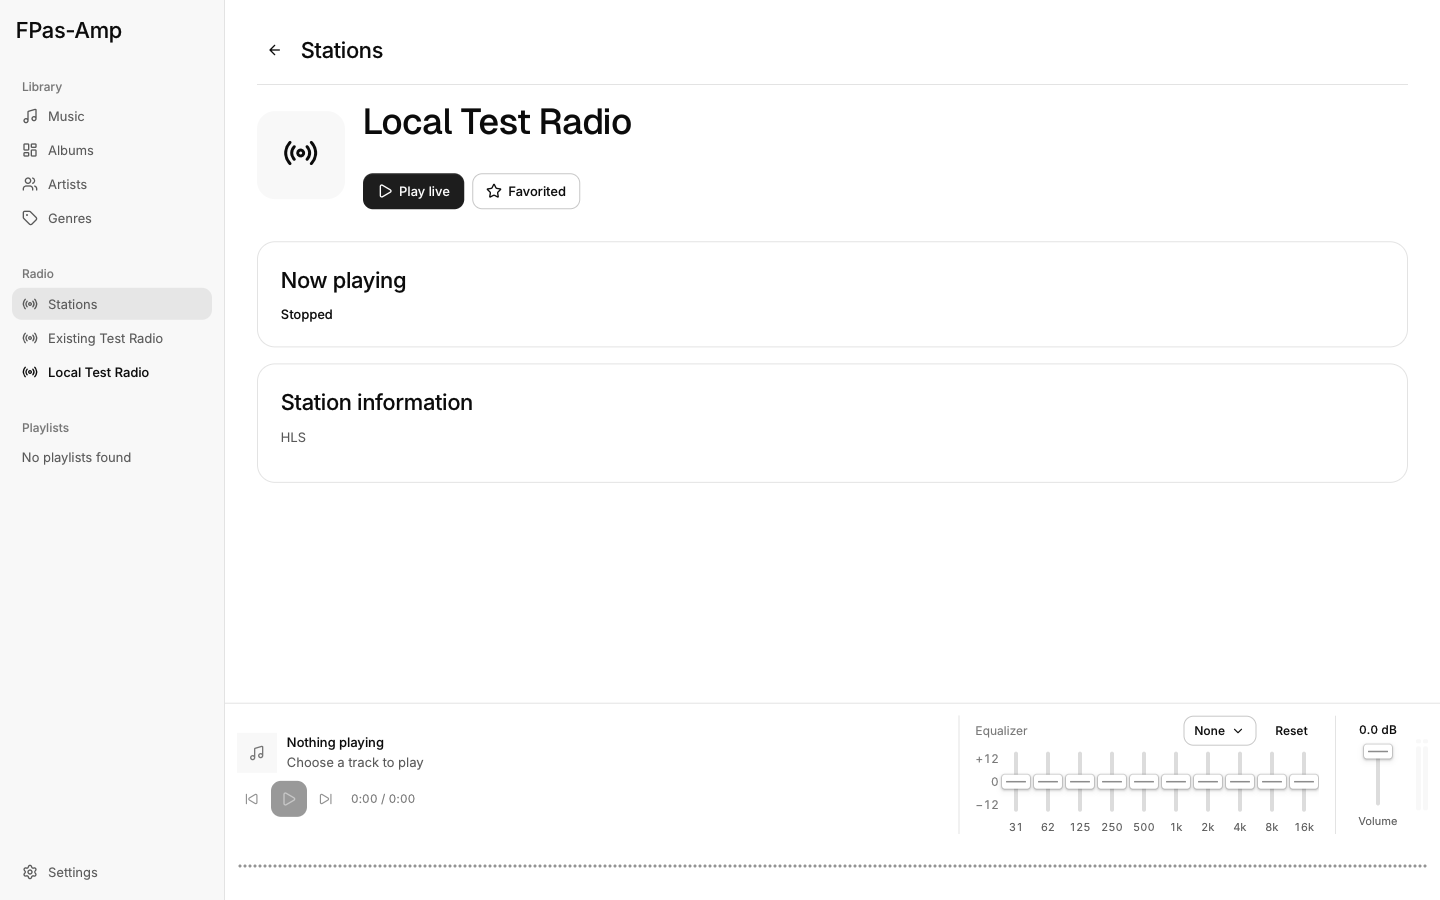 FPas-Amp
Library
Music
Albums
Artists
Genres
Radio
Stations
Existing Test Radio
Local Test Radio
Playlists
No playlists found
Settings
Stations
Local Test Radio
Play live
Favorited
Now playing
Stopped
Station information
HLS
Nothing playing
Choose a track to play
0:00 / 0:00
Equalizer
None
Reset
+12
0
−12
31 62 125 250 500 1k 2k 4k 8k 16k
0.0 dB
Volume